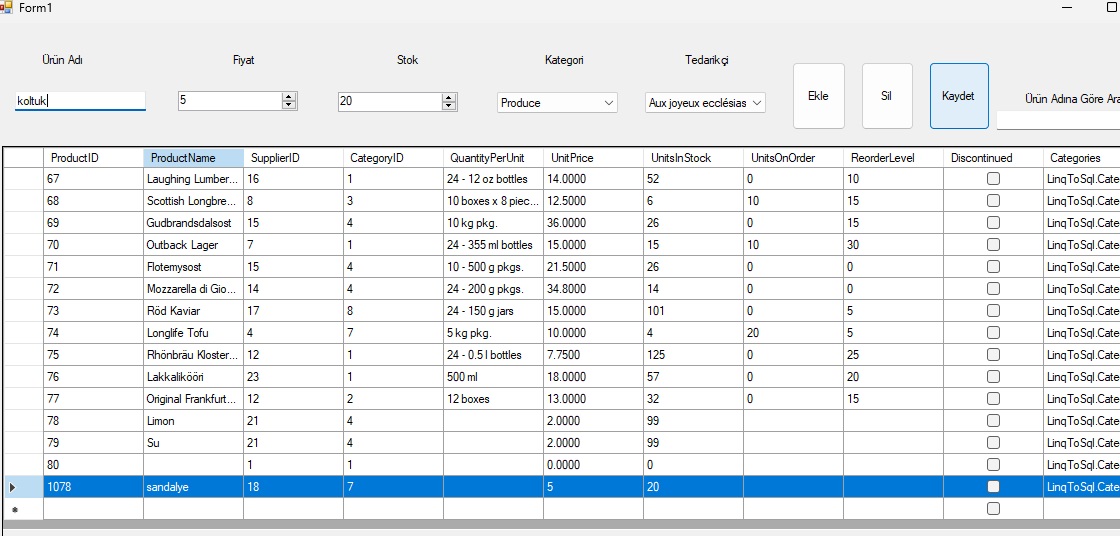 Form1
Ürün Adı Fiyat Stok Kategori Tedarikçi
koltuk 5 20 Produce Aux joyeux ecclésias Ekle Sil Kaydet Ürün Adına Göre Ara
ProductID ProductName SupplierID CategoryID QuantityPerUnit UnitPrice UnitsInStock UnitsOnOrder ReorderLevel Discontinued Categories
67 Laughing Lumber... 16 1 24 - 12 oz bottles 14.0000 52 0 10 LinqToSql.Cate
68 Scottish Longbre... 8 3 10 boxes x 8 piec... 12.5000 6 10 15 LinqToSql.Cate
69 Gudbrandsdalsost 15 4 10 kg pkg. 36.0000 26 0 15 LinqToSql.Cate
70 Outback Lager 7 1 24 - 355 ml bottles 15.0000 15 10 30 LinqToSql.Cate
71 Flotemysost 15 4 10 - 500 g pkgs. 21.5000 26 0 0 LinqToSql.Cate
72 Mozzarella di Gio... 14 4 24 - 200 g pkgs. 34.8000 14 0 0 LinqToSql.Cate
73 Röd Kaviar 17 8 24 - 150 g jars 15.0000 101 0 5 LinqToSql.Cate
74 Longlife Tofu 4 7 5 kg pkg. 10.0000 4 20 5 LinqToSql.Cate
75 Rhönbräu Kloster... 12 1 24 - 0.5 l bottles 7.7500 125 0 25 LinqToSql.Cate
76 Lakkalikööri 23 1 500 ml 18.0000 57 0 20 LinqToSql.Cate
77 Original Frankfurt... 12 2 12 boxes 13.0000 32 0 15 LinqToSql.Cate
78 Limon 21 4 2.0000 99 LinqToSql.Cate
79 Su 21 4 2.0000 99 LinqToSql.Cate
80 1 1 0.0000 0 LinqToSql.Cate
1078 sandalye 18 7 5 20 LinqToSql.Cate